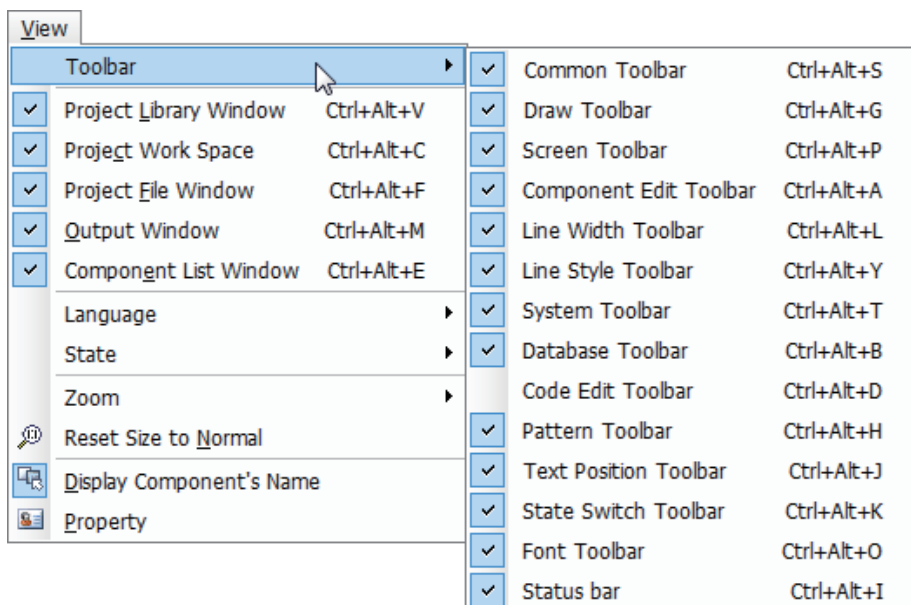 View
Toolbar
Project Library Window Ctrl+Alt+V
Project Work Space Ctrl+Alt+C
Project File Window Ctrl+Alt+F
Output Window Ctrl+Alt+M
Component List Window Ctrl+Alt+E
Language
State
Zoom
Reset Size to Normal
Display Component's Name
Property
Common Toolbar Ctrl+Alt+S
Draw Toolbar Ctrl+Alt+G
Screen Toolbar Ctrl+Alt+P
Component Edit Toolbar Ctrl+Alt+A
Line Width Toolbar Ctrl+Alt+L
Line Style Toolbar Ctrl+Alt+Y
System Toolbar Ctrl+Alt+T
Database Toolbar Ctrl+Alt+B
Code Edit Toolbar Ctrl+Alt+D
Pattern Toolbar Ctrl+Alt+H
Text Position Toolbar Ctrl+Alt+J
State Switch Toolbar Ctrl+Alt+K
Font Toolbar Ctrl+Alt+O
Status bar Ctrl+Alt+I